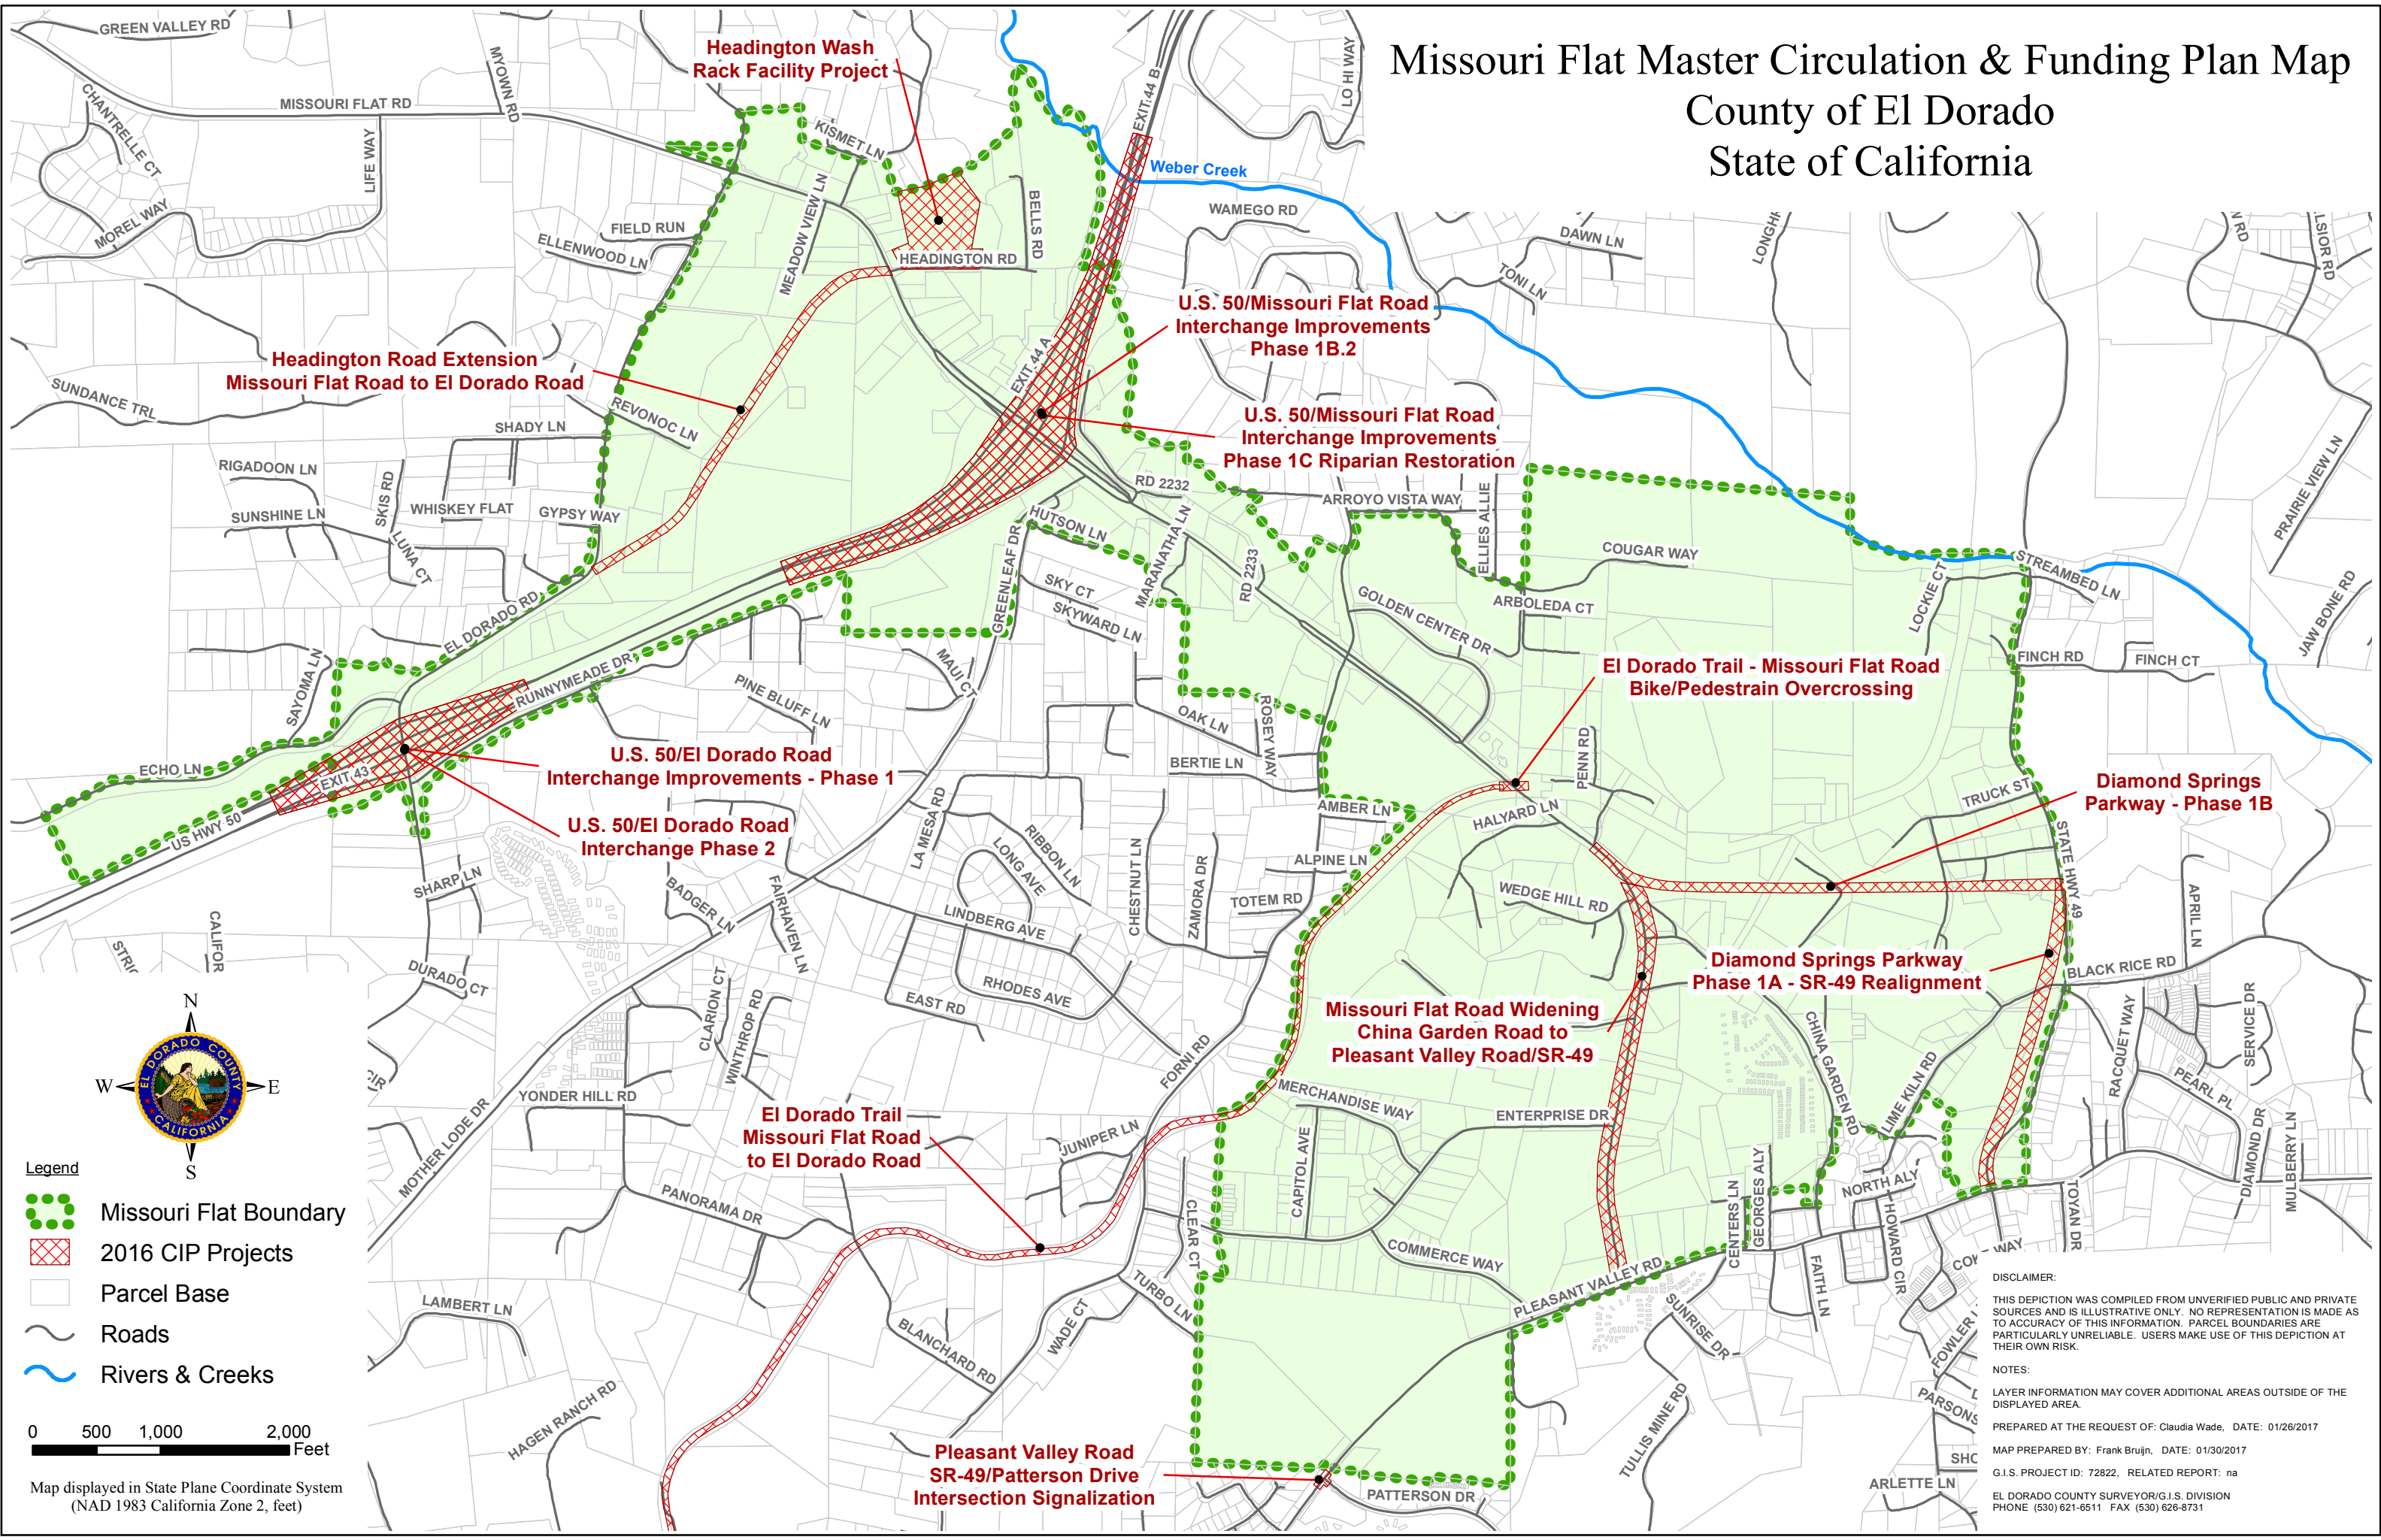 Missouri Flat Master Circulation & Funding Plan Map
County of El Dorado
State of California
GREEN VALLEY RD
MISSOURI FLAT RD
MYOWN RD
CHANTRELLE CT
LIFE WAY
MOREL WAY
FIELD RUN
ELLENWOOD LN
KISMET LN
MEADOW VIEW LN
BELLS RD
HEADINGTON RD
EXIT 44 B
LO HI WAY
Weber Creek
WAMEGO RD
DAWN LN
TONI LN
LONGH
LSIOR RD
Headington Wash
Rack Facility Project
U.S. 50/Missouri Flat Road
Interchange Improvements
Phase 1B.2
Headington Road Extension
Missouri Flat Road to El Dorado Road
EXIT 44 A
U.S. 50/Missouri Flat Road
Interchange Improvements
Phase 1C Riparian Restoration
SUNDANCE TRL
REVONOC LN
SHADY LN
RIGADOON LN
SKIS RD
WHISKEY FLAT
GYPSY WAY
SUNSHINE LN
LUNA CT
RD 2232
ARROYO VISTA WAY
ELLIES ALLIE
HUTSON LN
MARANATHA LN
RD 2233
GREENLEAF DR
SKY CT
SKYWARD LN
COUGAR WAY
ARBOLEDA CT
GOLDEN CENTER DR
LOCKIE CT
STREAMBED LN
PRAIRIE VIEW LN
JAW BONE RD
FINCH RD
FINCH CT
EL DORADO RD
SAYOMA LN
RUNNYMEADE DR
MAUI CT
PINE BLUFF LN
OAK LN
ROSEY WAY
BERTIE LN
El Dorado Trail - Missouri Flat Road
Bike/Pedestrain Overcrossing
PENN RD
ECHO LN
EXIT 43
US HWY 50
U.S. 50/El Dorado Road
Interchange Improvements - Phase 1
U.S. 50/El Dorado Road
Interchange Phase 2
Diamond Springs
Parkway - Phase 1B
TRUCK ST
STATE HWY 49
AMBER LN
HALYARD LN
ALPINE LN
TOTEM RD
WEDGE HILL RD
LA MESA RD
RIBBON LN
LONG AVE
CHESTNUT LN
ZAMORA DR
SHARP LN
BADGER LN
FAIRHAVEN LN
LINDBERG AVE
RHODES AVE
EAST RD
CALIFOR
DURADO CT
CLARION CT
WINTHROP RD
FORNI RD
APRIL LN
BLACK RICE RD
Diamond Springs Parkway
Phase 1A - SR-49 Realignment
Missouri Flat Road Widening
China Garden Road to
Pleasant Valley Road/SR-49
CHINA GARDEN RD
LIME KILN RD
RACQUET WAY
SERVICE DR
PEARL PL
DIAMOND DR
MULBERRY LN
N
W
E
S
EL DORADO COUNTY
CALIFORNIA
CIR
YONDER HILL RD
MOTHER LODE DR
MERCHANDISE WAY
ENTERPRISE DR
CAPITOL AVE
JUNIPER LN
El Dorado Trail
Missouri Flat Road
to El Dorado Road
PANORAMA DR
CLEAR CT
TURBO LN
COMMERCE WAY
PLEASANT VALLEY RD
CENTERS LN
GEORGES ALY
NORTH ALY
HOWARD CIR
FAITH LN
TOYAN DR
WAY
LAMBERT LN
BLANCHARD RD
WADE CT
HAGEN RANCH RD
SUNRISE DR
TULLIS MINE RD
PATTERSON DR
PARSONS
SHO
ARLETTE LN
Pleasant Valley Road
SR-49/Patterson Drive
Intersection Signalization
Legend
Missouri Flat Boundary
2016 CIP Projects
Parcel Base
Roads
Rivers & Creeks
0 500 1,000 2,000
Feet
Map displayed in State Plane Coordinate System
(NAD 1983 California Zone 2, feet)
DISCLAIMER:
THIS DEPICTION WAS COMPILED FROM UNVERIFIED PUBLIC AND PRIVATE
SOURCES AND IS ILLUSTRATIVE ONLY. NO REPRESENTATION IS MADE AS
TO ACCURACY OF THIS INFORMATION. PARCEL BOUNDARIES ARE
PARTICULARLY UNRELIABLE. USERS MAKE USE OF THIS DEPICTION AT
THEIR OWN RISK.
NOTES:
LAYER INFORMATION MAY COVER ADDITIONAL AREAS OUTSIDE OF THE
DISPLAYED AREA.
PREPARED AT THE REQUEST OF: Claudia Wade, DATE: 01/26/2017
MAP PREPARED BY: Frank Bruijn, DATE: 01/30/2017
G.I.S. PROJECT ID: 72822, RELATED REPORT: na
EL DORADO COUNTY SURVEYOR/G.I.S. DIVISION
PHONE (530) 621-6511 FAX (530) 626-8731